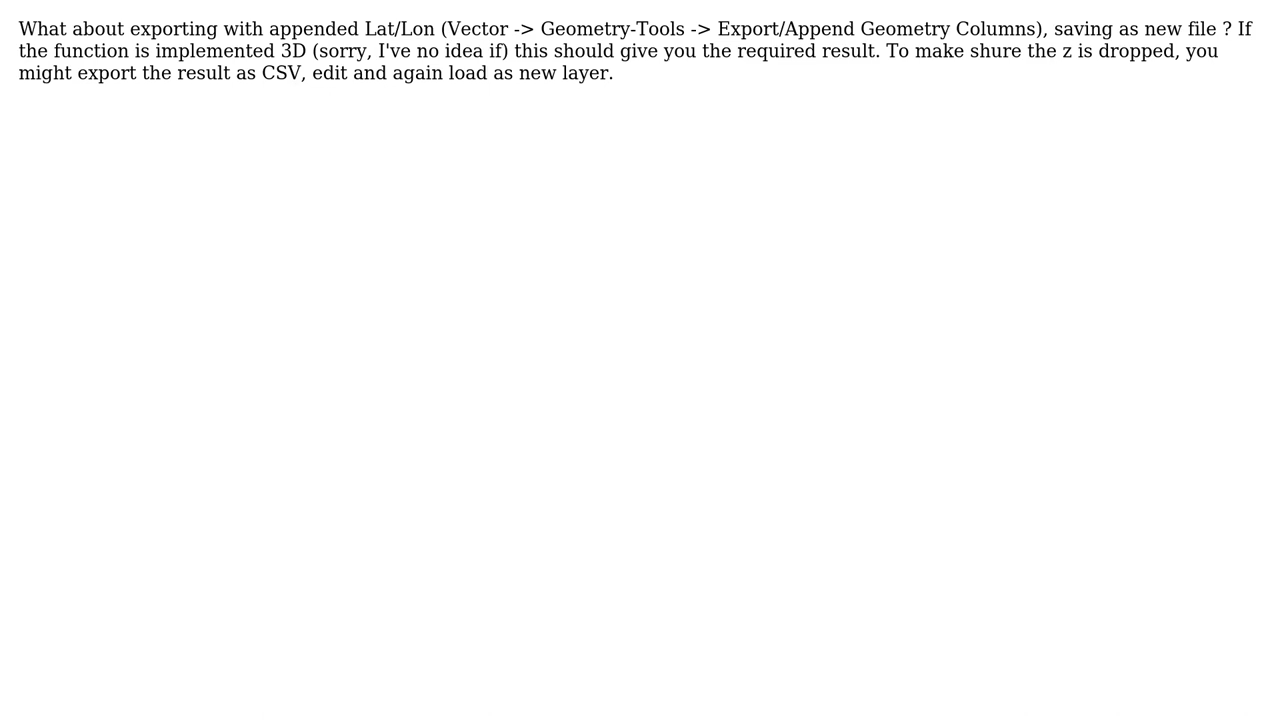 What about exporting with appended Lat/Lon (Vector -> Geometry-Tools -> Export/Append Geometry Columns), saving as new file ? If
the function is implemented 3D (sorry, I've no idea if) this should give you the required result. To make shure the z is dropped, you
might export the result as CSV, edit and again load as new layer.